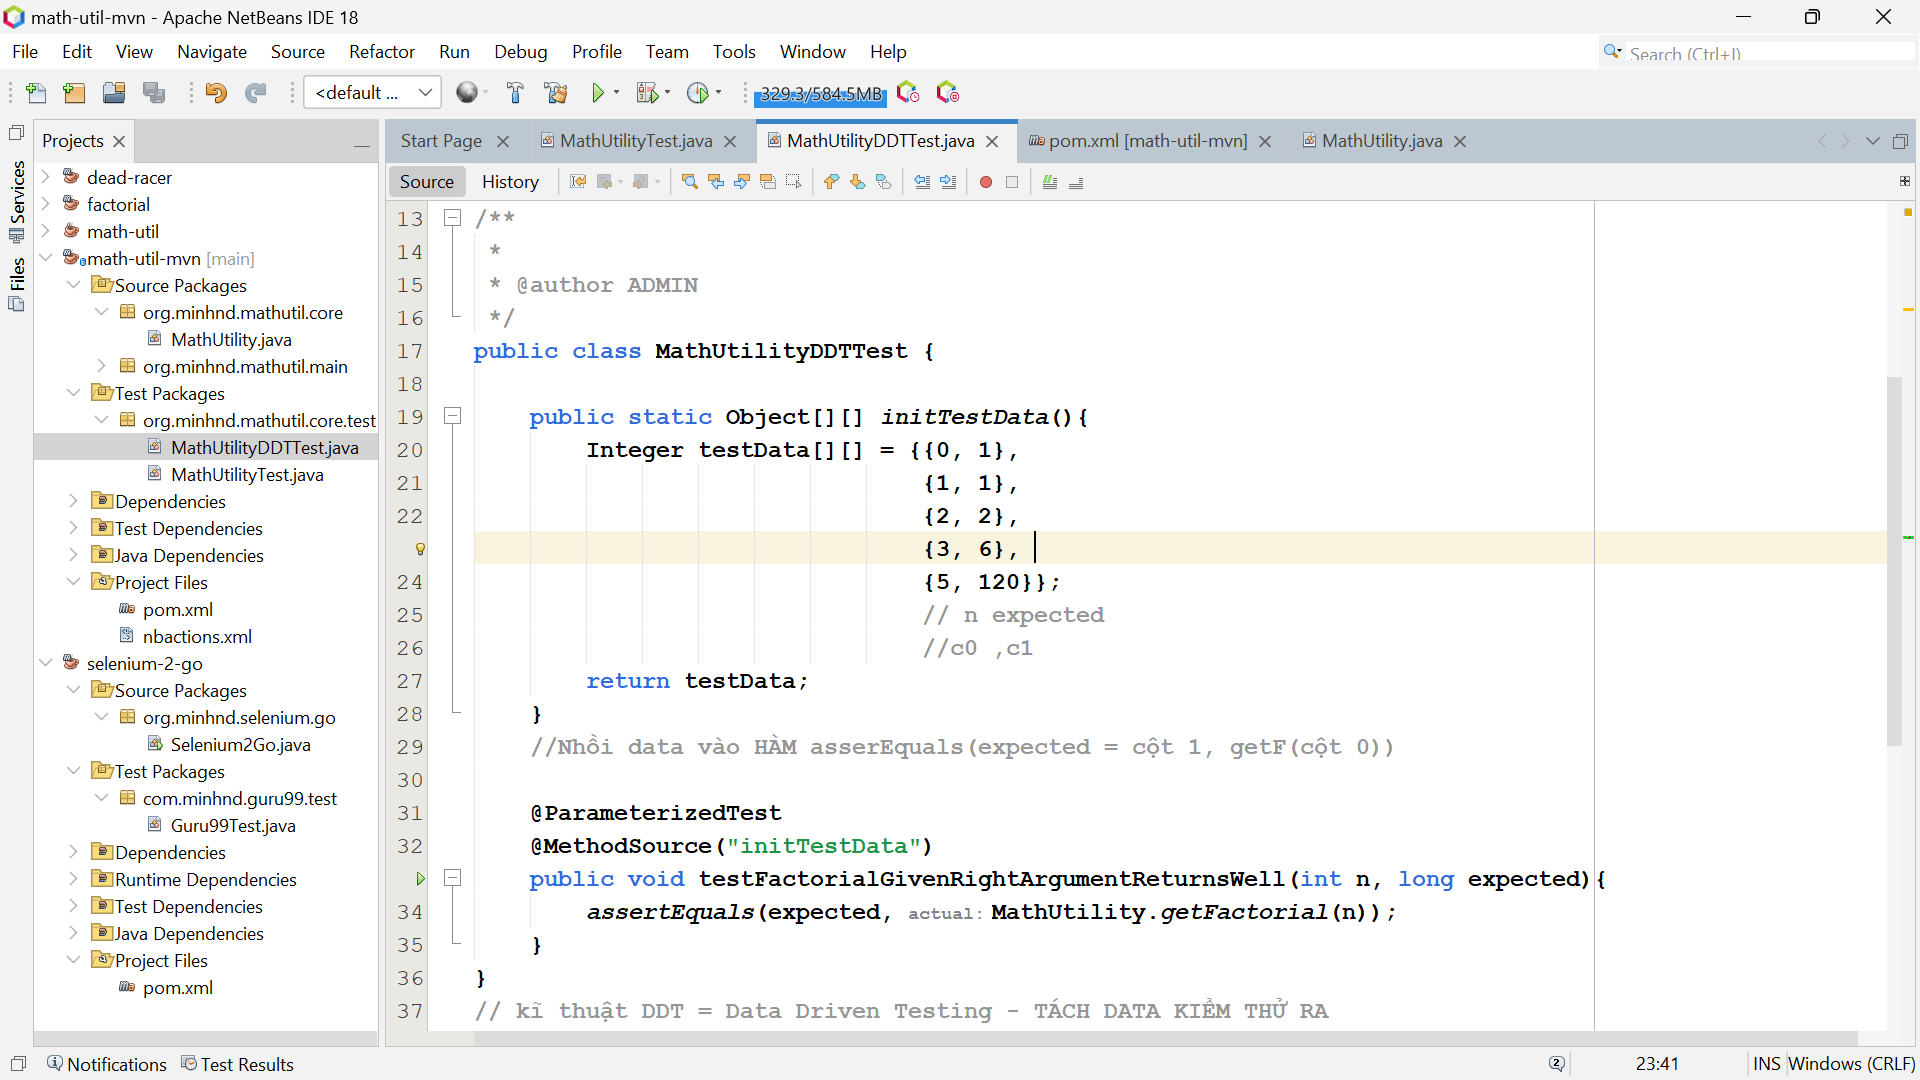 math-util-mvn - Apache NetBeans IDE 18
File Edit View Navigate Source Refactor Run Debug Profile Team Tools Window Help
Search (Ctrl+I)
<default ...
329.3/584.5MB
Services
Files
Projects
dead-racer
factorial
math-util
math-util-mvn [main]
Source Packages
org.minhnd.mathutil.core
MathUtility.java
org.minhnd.mathutil.main
Test Packages
org.minhnd.mathutil.core.test
MathUtilityDDTTest.java
MathUtilityTest.java
Dependencies
Test Dependencies
Java Dependencies
Project Files
pom.xml
nbactions.xml
selenium-2-go
Source Packages
org.minhnd.selenium.go
Selenium2Go.java
Test Packages
com.minhnd.guru99.test
Guru99Test.java
Dependencies
Runtime Dependencies
Test Dependencies
Java Dependencies
Project Files
pom.xml
Start Page MathUtilityTest.java MathUtilityDDTTest.java pom.xml [math-util-mvn] MathUtility.java
Source History
13 /**
14 *
15 * @author ADMIN
16 */
17 public class MathUtilityDDTTest {
18
19 public static Object[][] initTestData(){
20 Integer testData[][] = {{0, 1},
21 {1, 1},
22 {2, 2},
{3, 6},
24 {5, 120}};
25 // n expected
26 //c0 ,c1
27 return testData;
28 }
29 //Nhồi data vào HÀM asserEquals(expected = cột 1, getF(cột 0))
30
31 @ParameterizedTest
32 @MethodSource("initTestData")
public void testFactorialGivenRightArgumentReturnsWell(int n, long expected){
34 assertEquals(expected, actual: MathUtility.getFactorial(n));
35 }
36 }
37 // kĩ thuật DDT = Data Driven Testing - TÁCH DATA KIỂM THỬ RA
Notifications Test Results
2 23:41 INS Windows (CRLF)